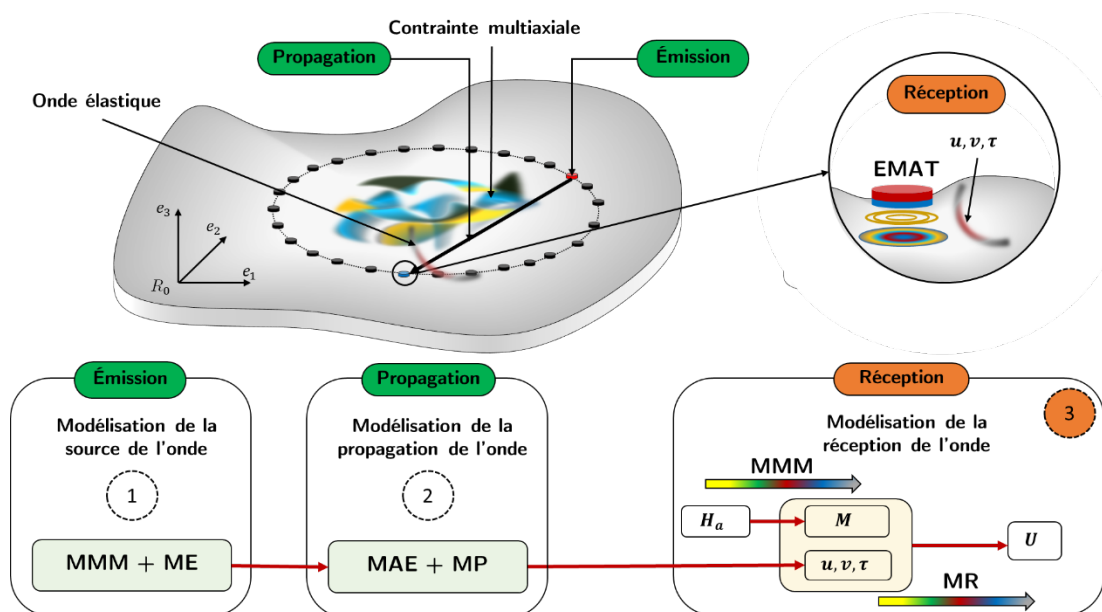 Contrainte multiaxiale
Propagation
Émission
Onde élastique
Réception
u, v, τ
EMAT
e₃
e₂
e₁
R₀
Émission
Modélisation de la
source de l'onde
1
MMM + ME
Propagation
Modélisation de la
propagation de l'onde
2
MAE + MP
Réception
3
Modélisation de la
réception de l'onde
MMM
Hₐ
M
u, v, τ
U
MR